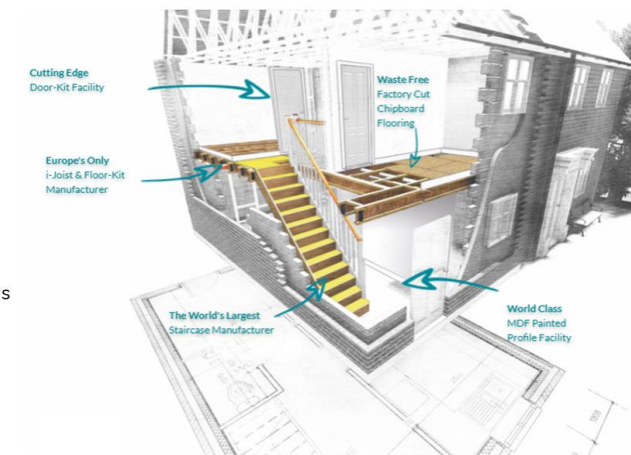 Cutting Edge
Door-Kit Facility
Waste Free
Factory Cut
Chipboard
Flooring
Europe's Only
i-Joist & Floor-Kit
Manufacturer
s
The World's Largest
Staircase Manufacturer
World Class
MDF Painted
Profile Facility